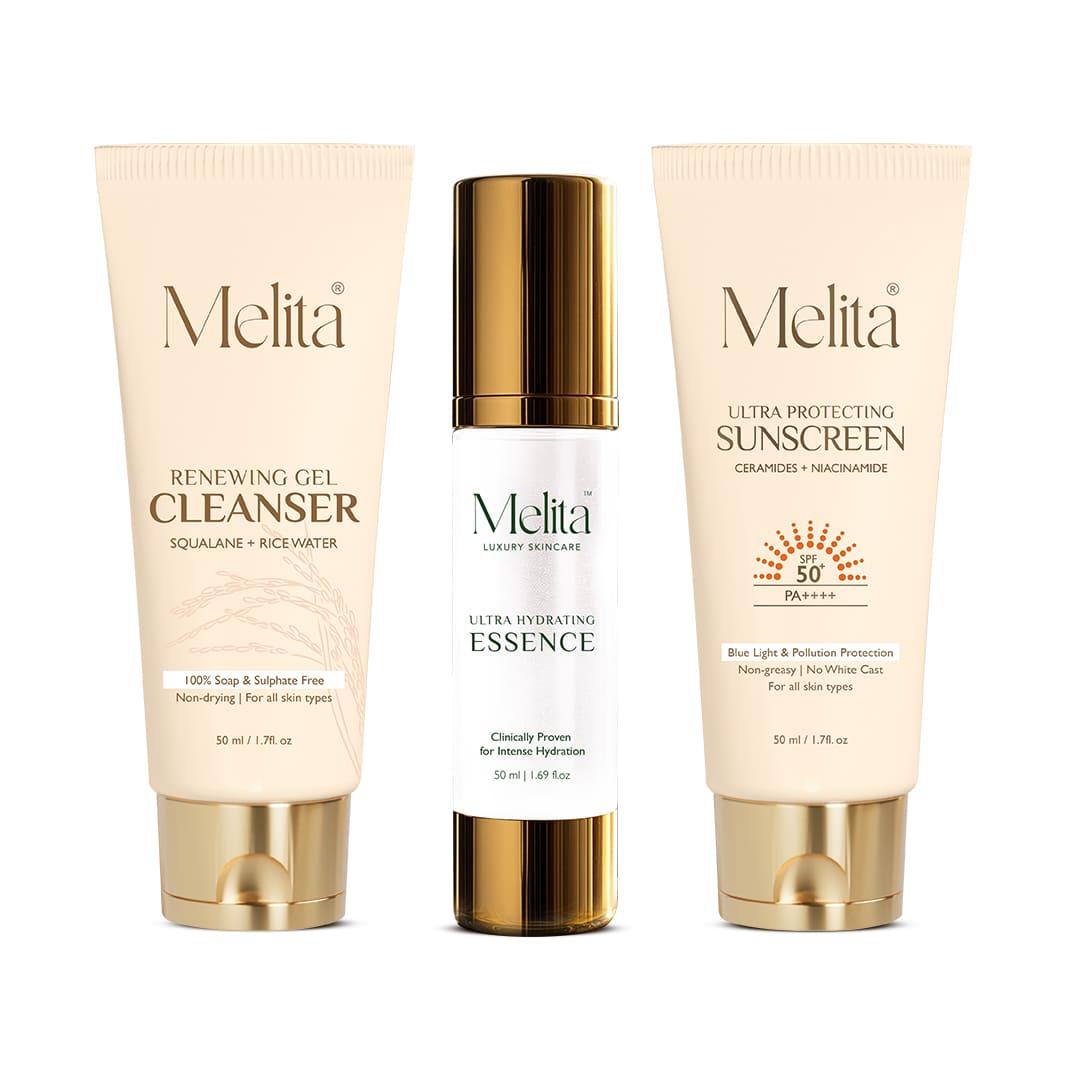 Melita®
RENEWING GEL
CLEANSER
SQUALANE + RICE WATER
100% Soap & Sulphate Free
Non-drying | For all skin types
50 ml / 1.7fl. oz
Melita™
LUXURY SKINCARE
ULTRA HYDRATING
ESSENCE
Clinically Proven
for Intense Hydration
50 ml | 1.69 fl.oz
Melita®
ULTRA PROTECTING
SUNSCREEN
CERAMIDES + NIACINAMIDE
SPF
50+
PA++++
Blue Light & Pollution Protection
Non-greasy | No White Cast
For all skin types
50 ml / 1.7fl. oz